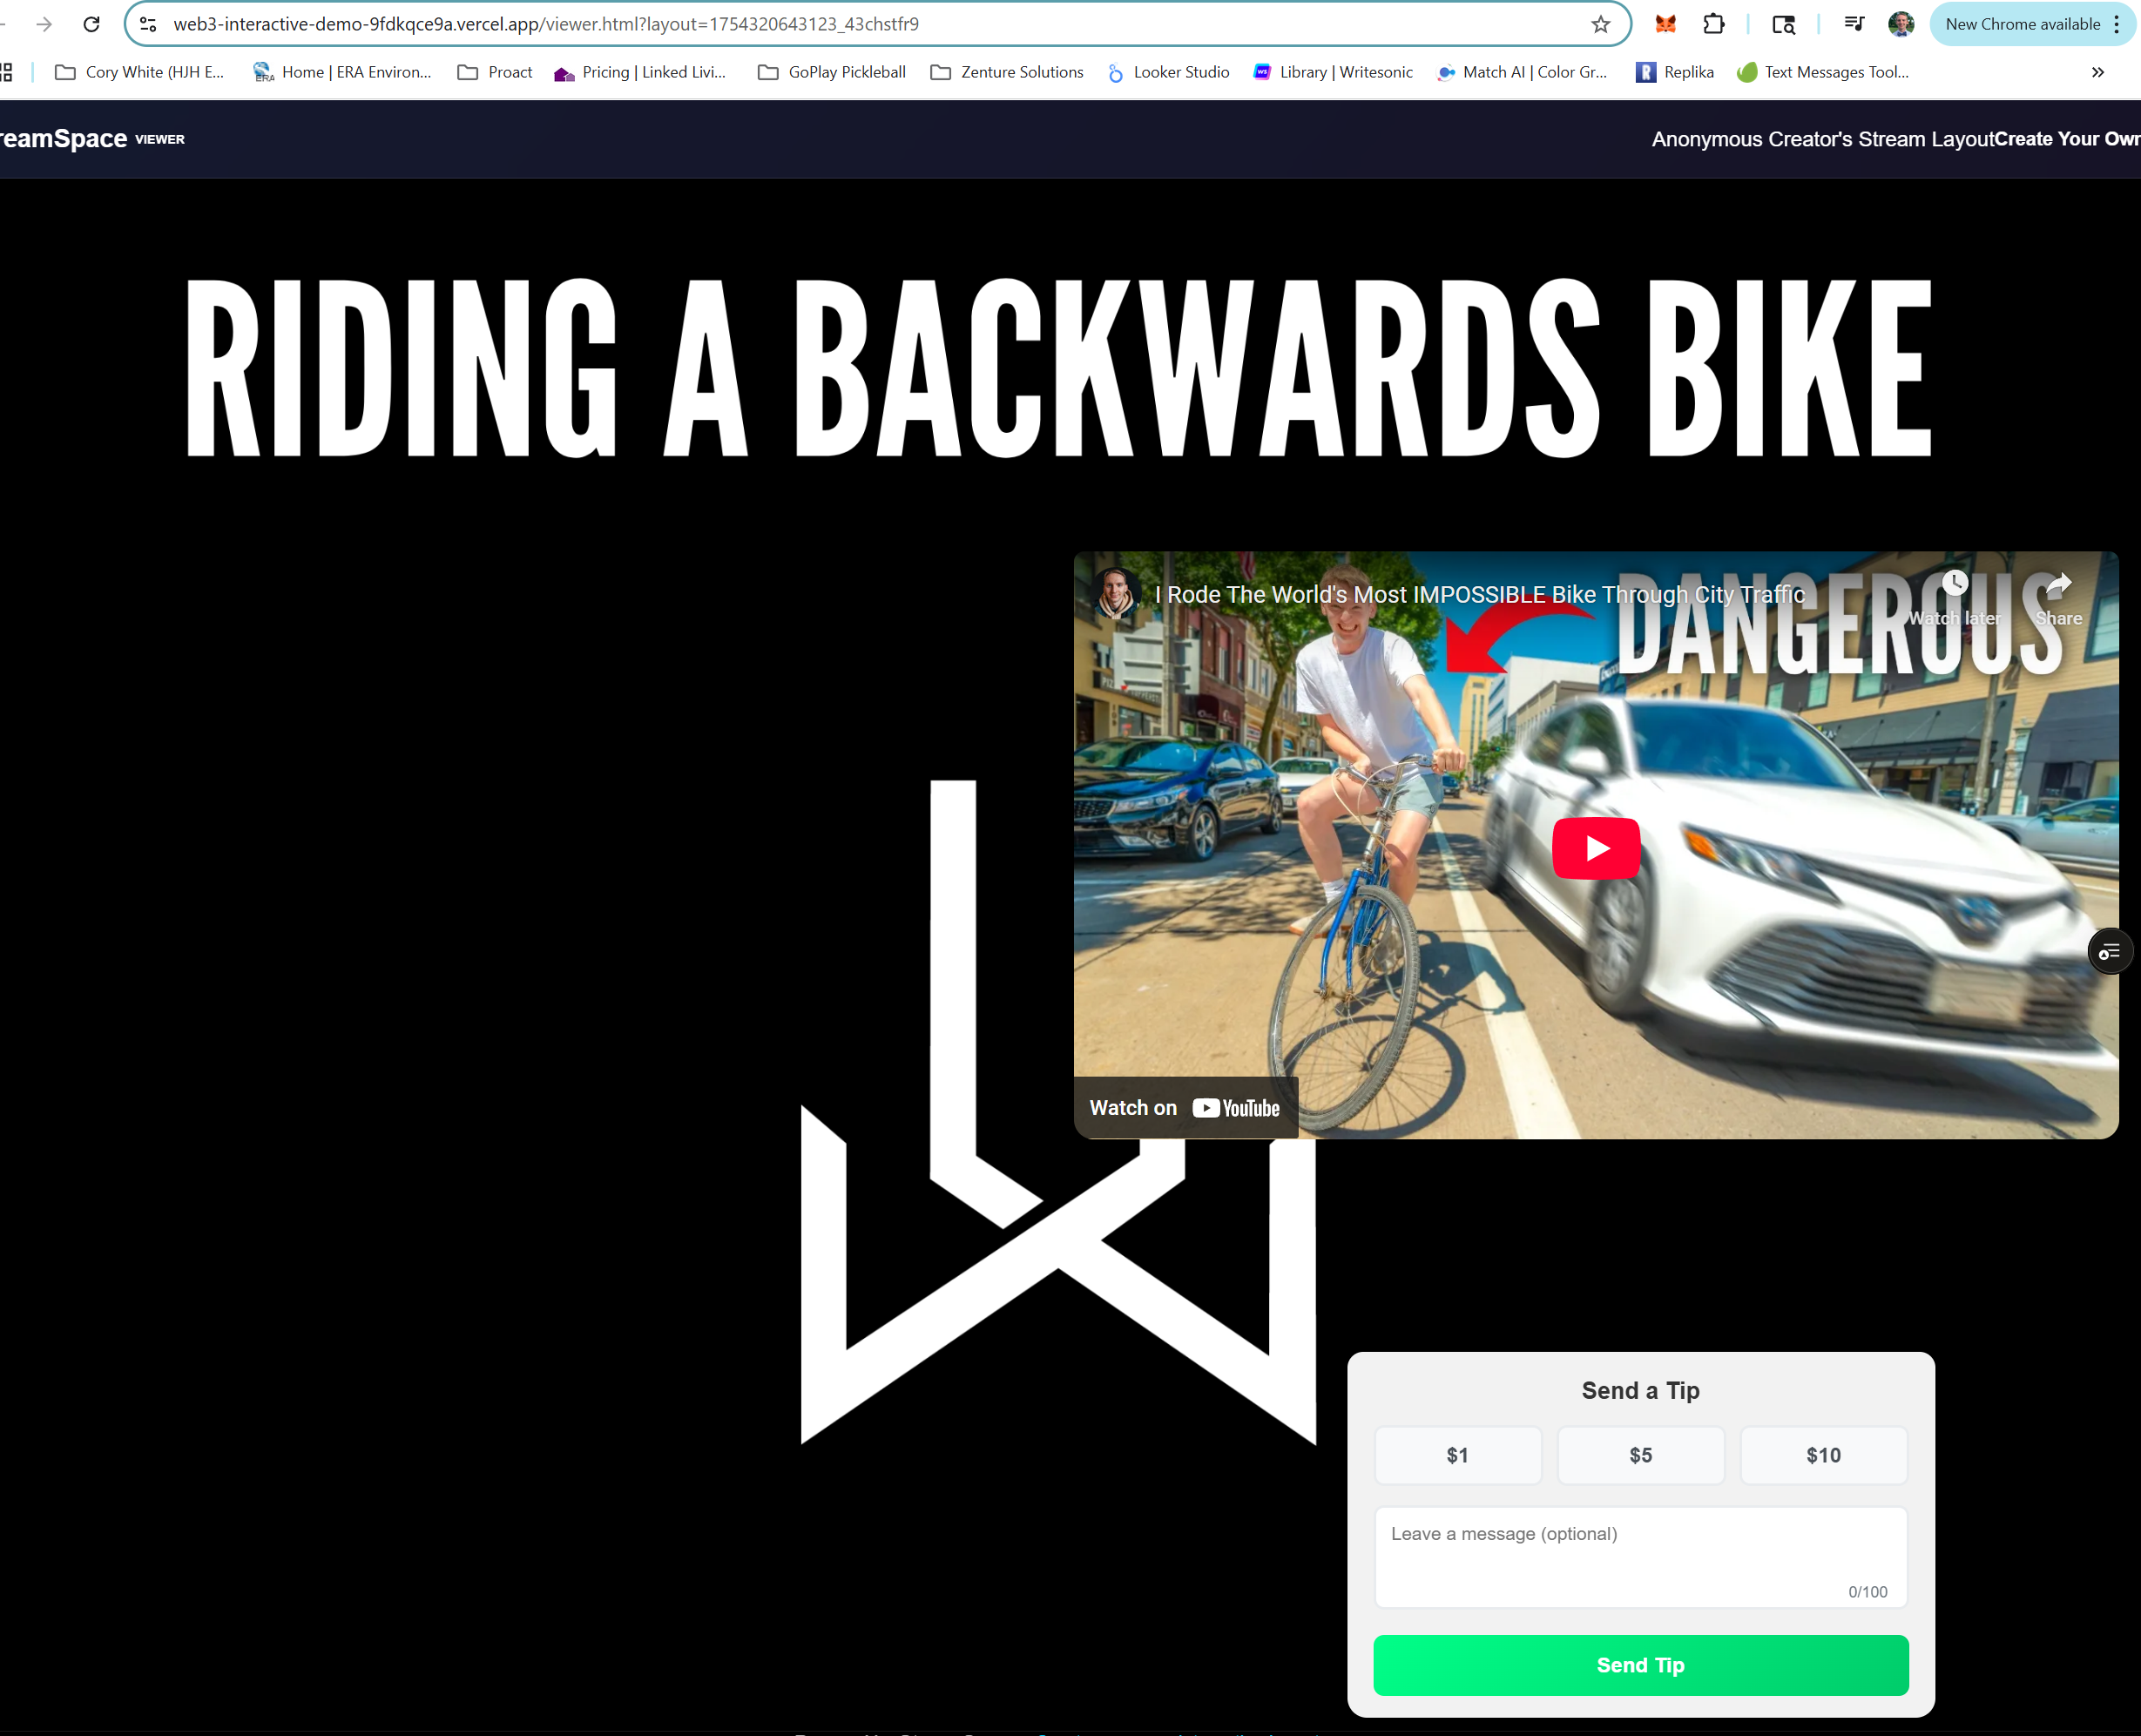 web3-interactive-demo-9fdkqce9a.vercel.app/viewer.html?layout=1754320643123_43chstfr9
New Chrome available
Cory White (HJH E...
Home | ERA Environ...
Proact
Pricing | Linked Livi...
GoPlay Pickleball
Zenture Solutions
Looker Studio
Library | Writesonic
Match AI | Color Gr...
Replika
Text Messages Tool...
reamSpace VIEWER
Anonymous Creator's Stream Layout
Create Your Own
RIDING A BACKWARDS BIKE
I Rode The World's Most IMPOSSIBLE Bike Through City Traffic
DANGEROUS
Watch later
Share
Watch on YouTube
Send a Tip
$1
$5
$10
Leave a message (optional)
0/100
Send Tip